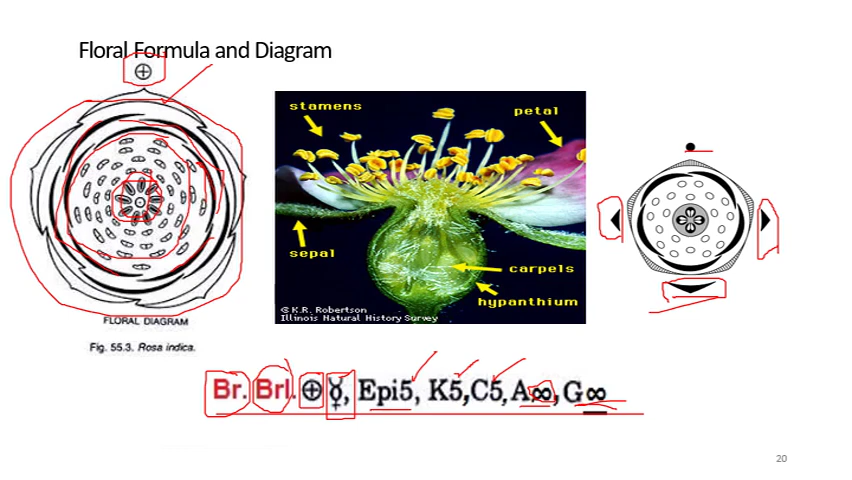 Floral Formula and Diagram
stamens
petal
sepal
carpels
hypanthium
© K.R. Robertson
Illinois Natural History Survey
FLORAL DIAGRAM
Fig. 55.3. Rosa indica.
Br. Brl. ⊕ ☿, Epi5, K5, C5, A∞, G∞
20